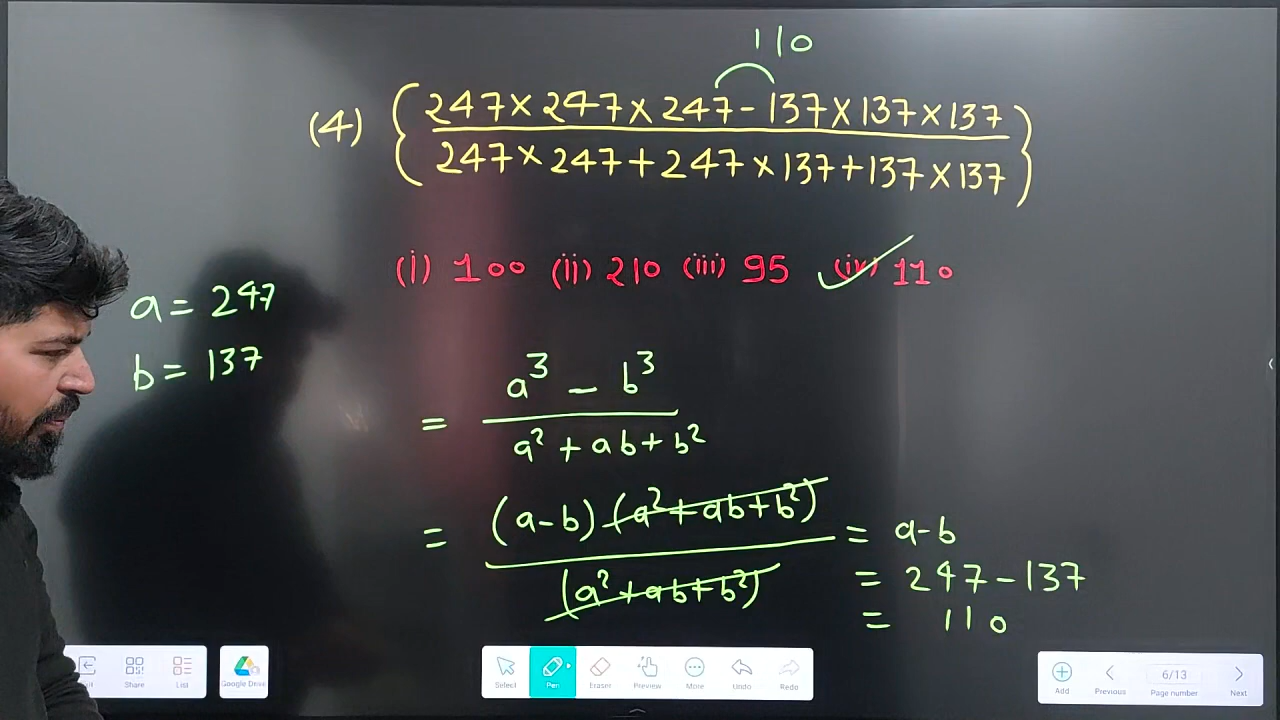 110
(4) { 247×247×247-137×137×137
247×247+247×137+137×137 }
(i) 100 (ii) 210 (iii) 95 (iv) 110
a = 247
b = 137
= a³ - b³
a² + ab + b²
= (a-b)(a²+ab+b²)
(a²+ab+b²)
= a-b
= 247-137
= 110
Share List Google Drive
Select Pen Eraser Preview More Undo Redo
Add Previous 6/13 Page number Next